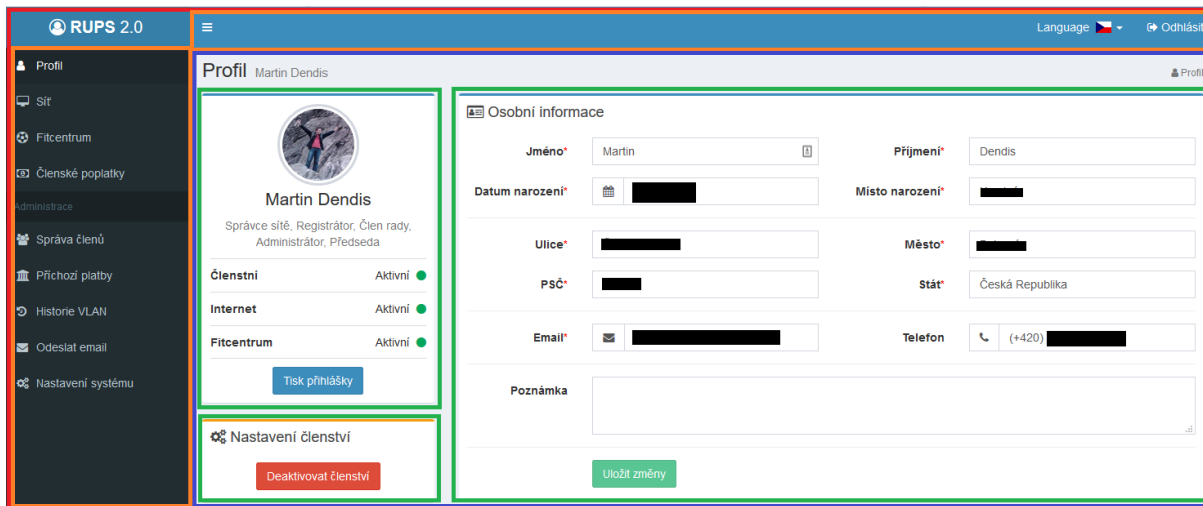 RUPS 2.0
Language
Odhlásit
Profil
Síť
Fitcentrum
Členské poplatky
Administrace
Správa členů
Příchozí platby
Historie VLAN
Odeslat email
Nastavení systému
Profil Martin Dendis
Profil
Martin Dendis
Správce sítě, Registrátor, Člen rady,
Administrátor, Předseda
Členstní Aktivní
Internet Aktivní
Fitcentrum Aktivní
Tisk přihlášky
Nastavení členství
Deaktivovat členství
Osobní informace
Jméno* Martin Příjmení* Dendis
Datum narození* Místo narození*
Ulice* Město*
PSČ* Stát* Česká Republika
Email* Telefon (+420)
Poznámka
Uložit změny